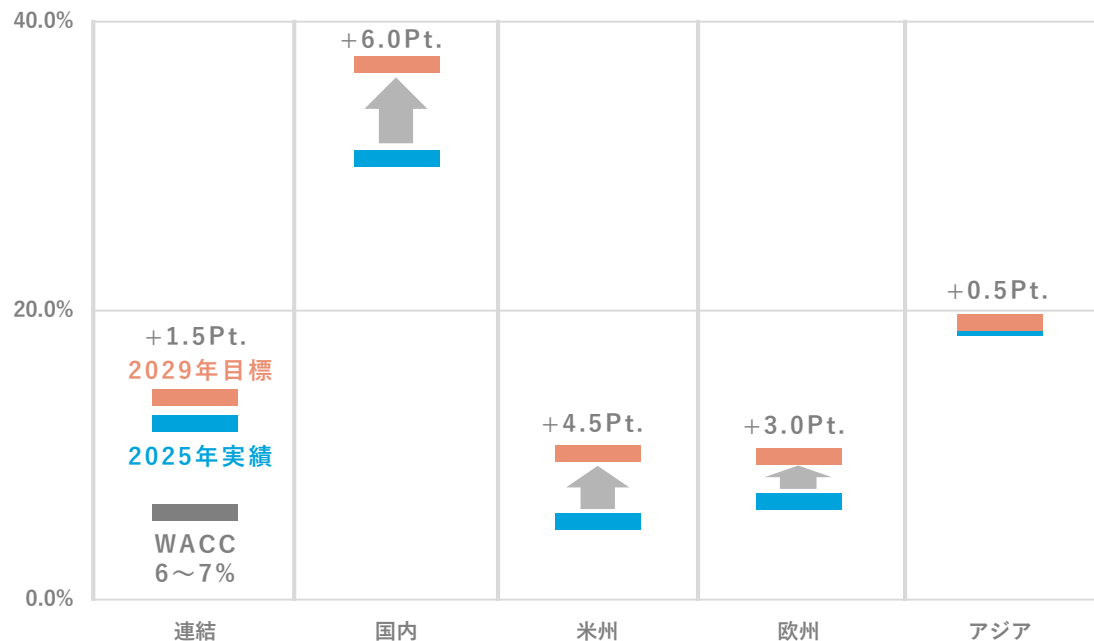 40.0%
+6.0Pt.
20.0%
+0.5Pt.
+1.5Pt.
2029年目標
+4.5Pt.
+3.0Pt.
2025年実績
WACC
6〜7%
0.0%
連結
国内
米州
欧州
アジア